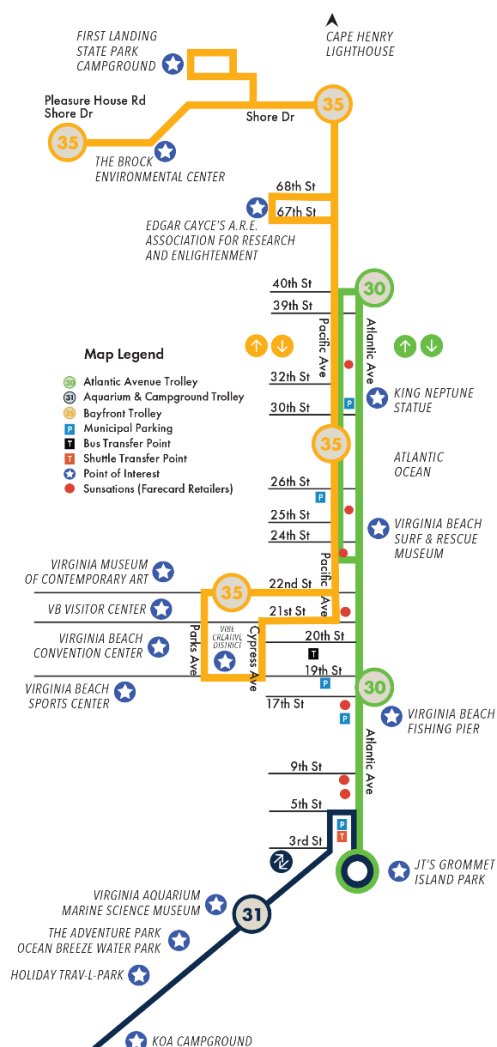 FIRST LANDING
STATE PARK
CAMPGROUND
CAPE HENRY
LIGHTHOUSE
Pleasure House Rd
Shore Dr
35
Shore Dr
35
THE BROCK
ENVIRONMENTAL CENTER
68th St
67th St
EDGAR CAYCE'S A.R.E.
ASSOCIATION FOR RESEARCH
AND ENLIGHTENMENT
40th St
30
39th St
Pacific Ave
Atlantic Ave
Map Legend
30 Atlantic Avenue Trolley
31 Aquarium & Campground Trolley
35 Bayfront Trolley
P Municipal Parking
T Bus Transfer Point
T Shuttle Transfer Point
Point of Interest
Sunsations (Farecard Retailers)
32th St
30th St
P
KING NEPTUNE
STATUE
35
ATLANTIC
OCEAN
26th St
P
25th St
24th St
VIRGINIA BEACH
SURF & RESCUE
MUSEUM
Pacific Ave
VIRGINIA MUSEUM
OF CONTEMPORARY ART
22nd St
35
VB VISITOR CENTER
21st St
VIRGINIA BEACH
CONVENTION CENTER
Parks Ave
VIBE
CREATIVE
DISTRICT
Cypress Ave
20th St
T
19th St
P
VIRGINIA BEACH
SPORTS CENTER
30
17th St
P
VIRGINIA BEACH
FISHING PIER
Atlantic Ave
9th St
5th St
P
T
3rd St
JT'S GROMMET
ISLAND PARK
VIRGINIA AQUARIUM
MARINE SCIENCE MUSEUM
31
THE ADVENTURE PARK
OCEAN BREEZE WATER PARK
HOLIDAY TRAV-L-PARK
KOA CAMPGROUND